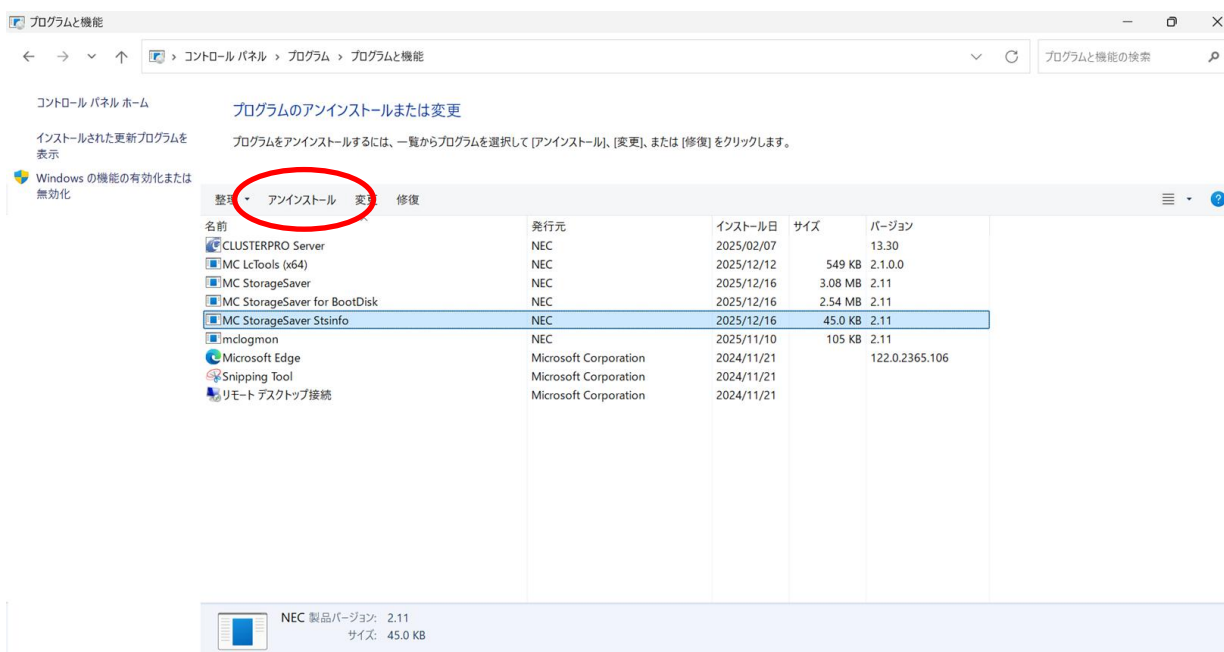 プログラムと機能
コントロール パネル › プログラム › プログラムと機能
プログラムと機能の検索
コントロール パネル ホーム
インストールされた更新プログラムを
表示
Windows の機能の有効化または
無効化
プログラムのアンインストールまたは変更
プログラムをアンインストールするには、一覧からプログラムを選択して [アンインストール]、[変更]、または [修復] をクリックします。
整理 アンインストール 変更 修復
名前 発行元 インストール日 サイズ バージョン
CLUSTERPRO Server NEC 2025/02/07 13.30
MC LcTools (x64) NEC 2025/12/12 549 KB 2.1.0.0
MC StorageSaver NEC 2025/12/16 3.08 MB 2.11
MC StorageSaver for BootDisk NEC 2025/12/16 2.54 MB 2.11
MC StorageSaver Stsinfo NEC 2025/12/16 45.0 KB 2.11
mclogmon NEC 2025/11/10 105 KB 2.11
Microsoft Edge Microsoft Corporation 2024/11/21 122.0.2365.106
Snipping Tool Microsoft Corporation 2024/11/21
リモート デスクトップ接続 Microsoft Corporation 2024/11/21
NEC 製品バージョン: 2.11
サイズ: 45.0 KB